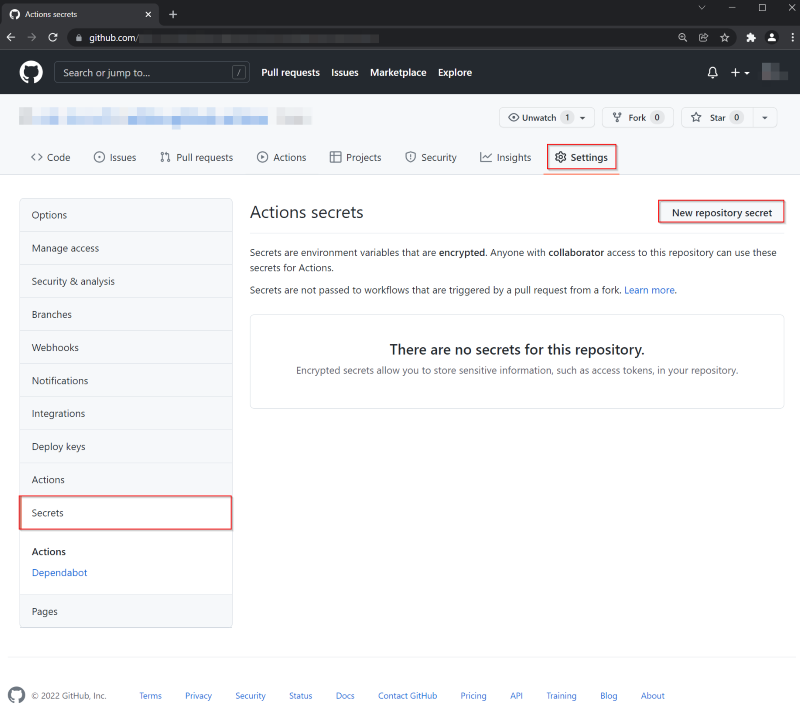 Actions secrets
github.com/
Search or jump to... /
Pull requests Issues Marketplace Explore
Unwatch 1 Fork 0 Star 0
Code Issues Pull requests Actions Projects Security Insights Settings
Options
Manage access
Security & analysis
Branches
Webhooks
Notifications
Integrations
Deploy keys
Actions
Secrets
Actions
Dependabot
Pages
Actions secrets
New repository secret
Secrets are environment variables that are encrypted. Anyone with collaborator access to this repository can use these
secrets for Actions.
Secrets are not passed to workflows that are triggered by a pull request from a fork. Learn more.
There are no secrets for this repository.
Encrypted secrets allow you to store sensitive information, such as access tokens, in your repository.
© 2022 GitHub, Inc. Terms Privacy Security Status Docs Contact GitHub Pricing API Training Blog About